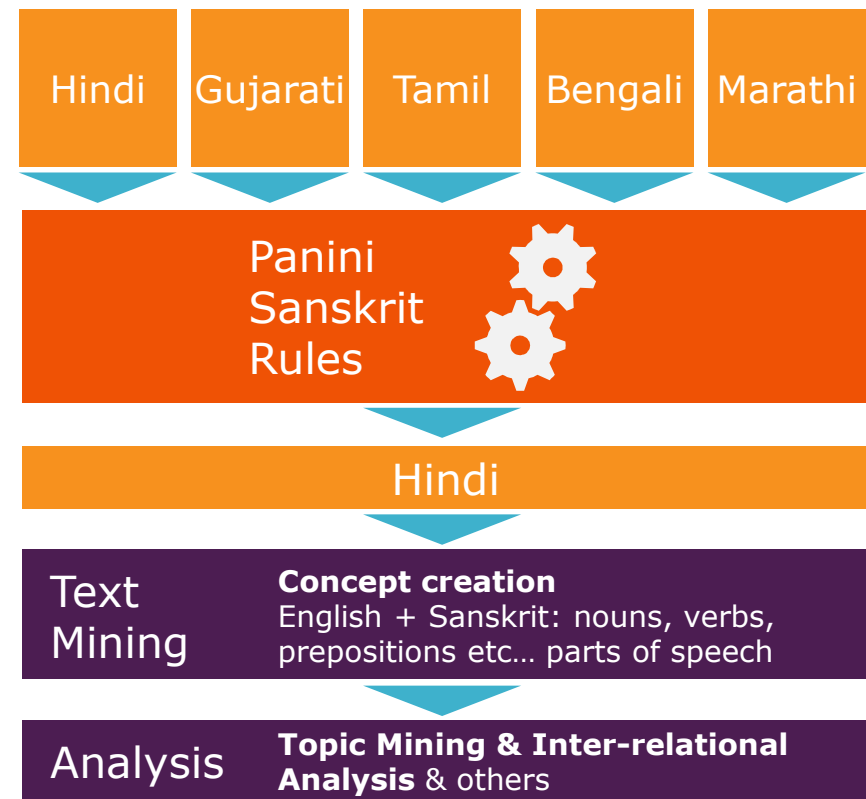 Hindi
Gujarati
Tamil
Bengali
Marathi
Panini
Sanskrit
Rules
Hindi
Text
Mining
Concept creation
English + Sanskrit: nouns, verbs,
prepositions etc… parts of speech
Analysis
Topic Mining & Inter-relational
Analysis & others